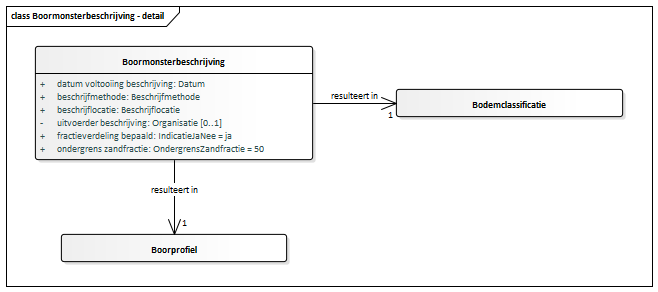 class Boormonsterbeschrijving - detail
Boormonsterbeschrijving
+ datum voltooiing beschrijving: Datum
+ beschrijfmethode: Beschrijfmethode
+ beschrijflocatie: Beschrijflocatie
- uitvoerder beschrijving: Organisatie [0..1]
+ fractieverdeling bepaald: IndicatieJaNee = ja
+ ondergrens zandfractie: OndergrensZandfractie = 50
resulteert in
1
Bodemclassificatie
resulteert in
1
Boorprofiel